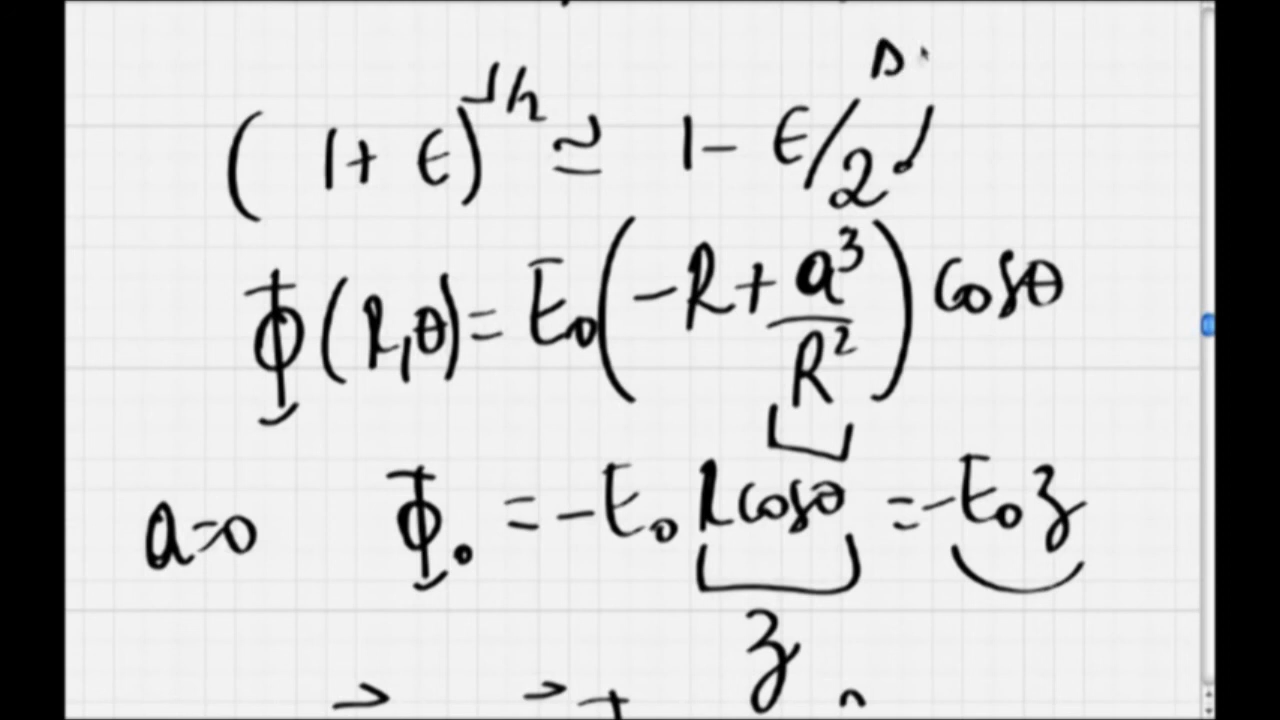 (1+ ϵ)^{-1/2} ≃ 1- ϵ/2
Φ(R,θ)= E₀(-R+ a³/R²) cosθ
a=0 Φ₀ = -E₀ R cosθ = -E₀ z
z